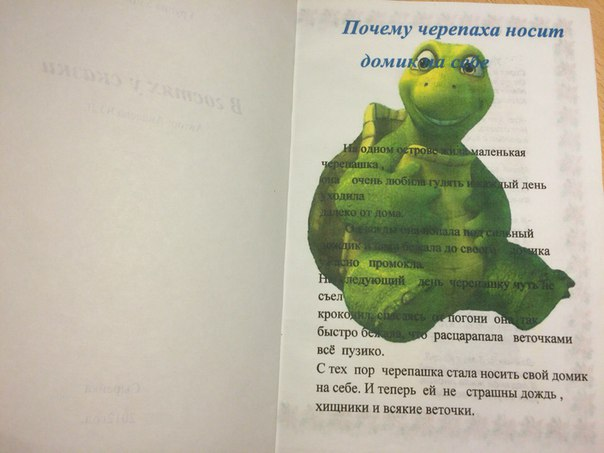 Почему черепаха носит
домик на себе
На одном острове жила маленькая
черепашка ,
она очень любила гулять и каждый день
уходила
далеко от дома.
Однажды она попала под сильный
дождик и пока бежала до своего домика
ужасно промокла.
На следующий день черепашку чуть не
съел
крокодил, спасаясь от погони она так
быстро бежала, что расцарапала веточками
всё пузико.
С тех пор черепашка стала носить свой домик
на себе. И теперь ей не страшны дождь ,
хищники и всякие веточки.
В гостях у сказки